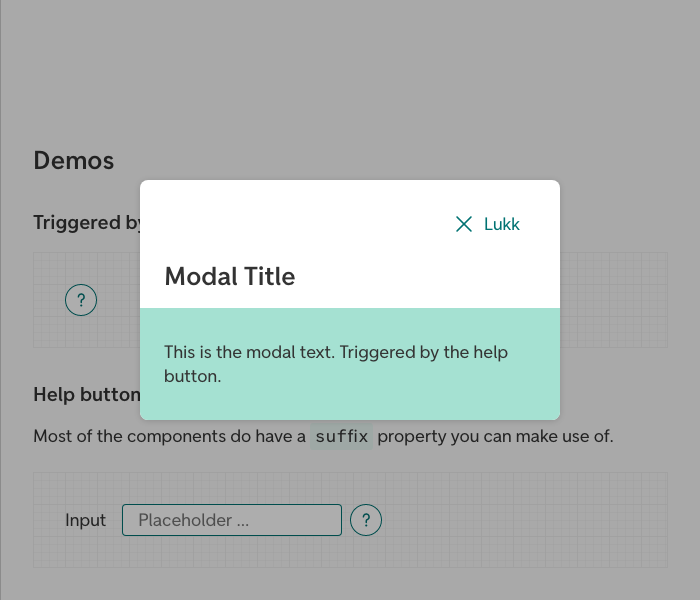 Demos
Triggered by
Lukk
Modal Title
?
This is the modal text. Triggered by the help
button.
Help button
Most of the components do have a suffix property you can make use of.
Input Placeholder ... ?